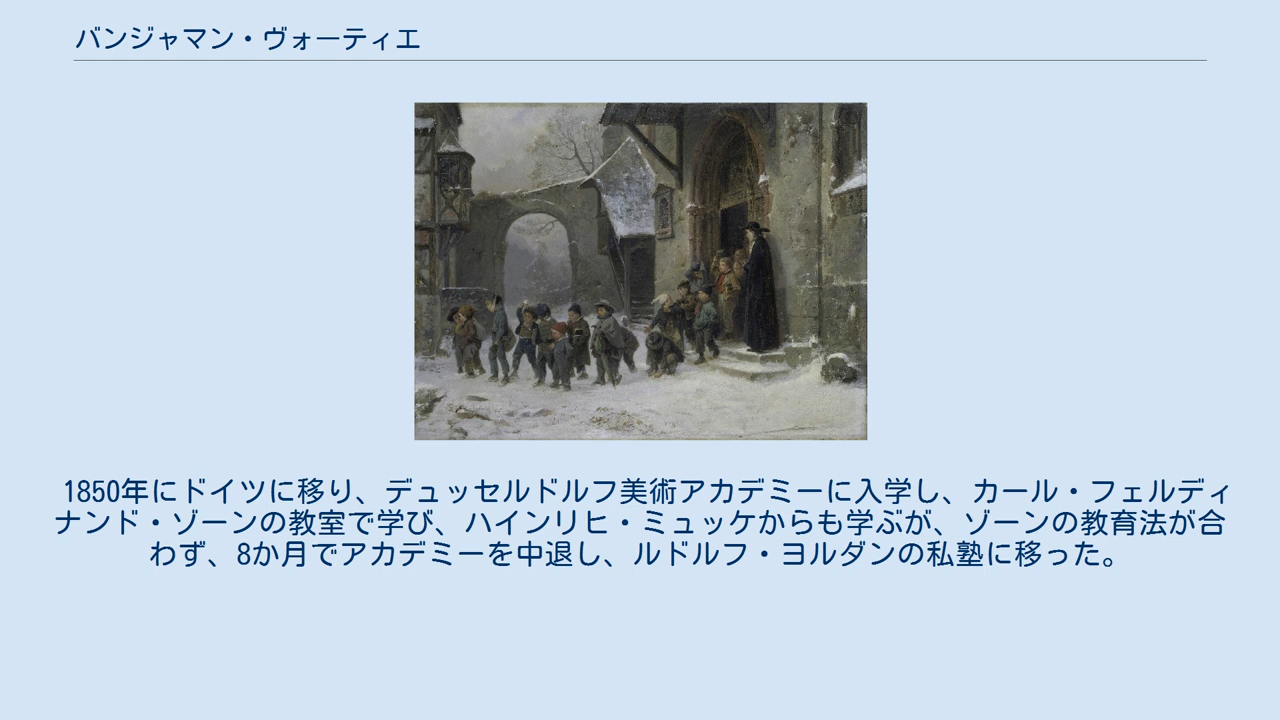 バンジャマン・ヴォーティエ
1850年にドイツに移り、デュッセルドルフ美術アカデミーに入学し、カール・フェルディ
ナンド・ゾーンの教室で学び、ハインリヒ・ミュッケからも学ぶが、ゾーンの教育法が合
わず、8か月でアカデミーを中退し、ルドルフ・ヨルダンの私塾に移った。